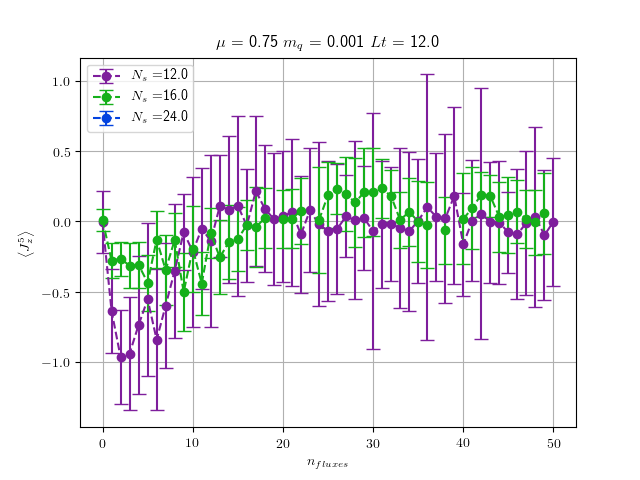 μ = 0.75 m_q = 0.001 Lt = 12.0
N_s =12.0
N_s =16.0
N_s =24.0
1.0
0.5
0.0
−0.5
−1.0
⟨J_z^5⟩
0 10 20 30 40 50
n_fluxes